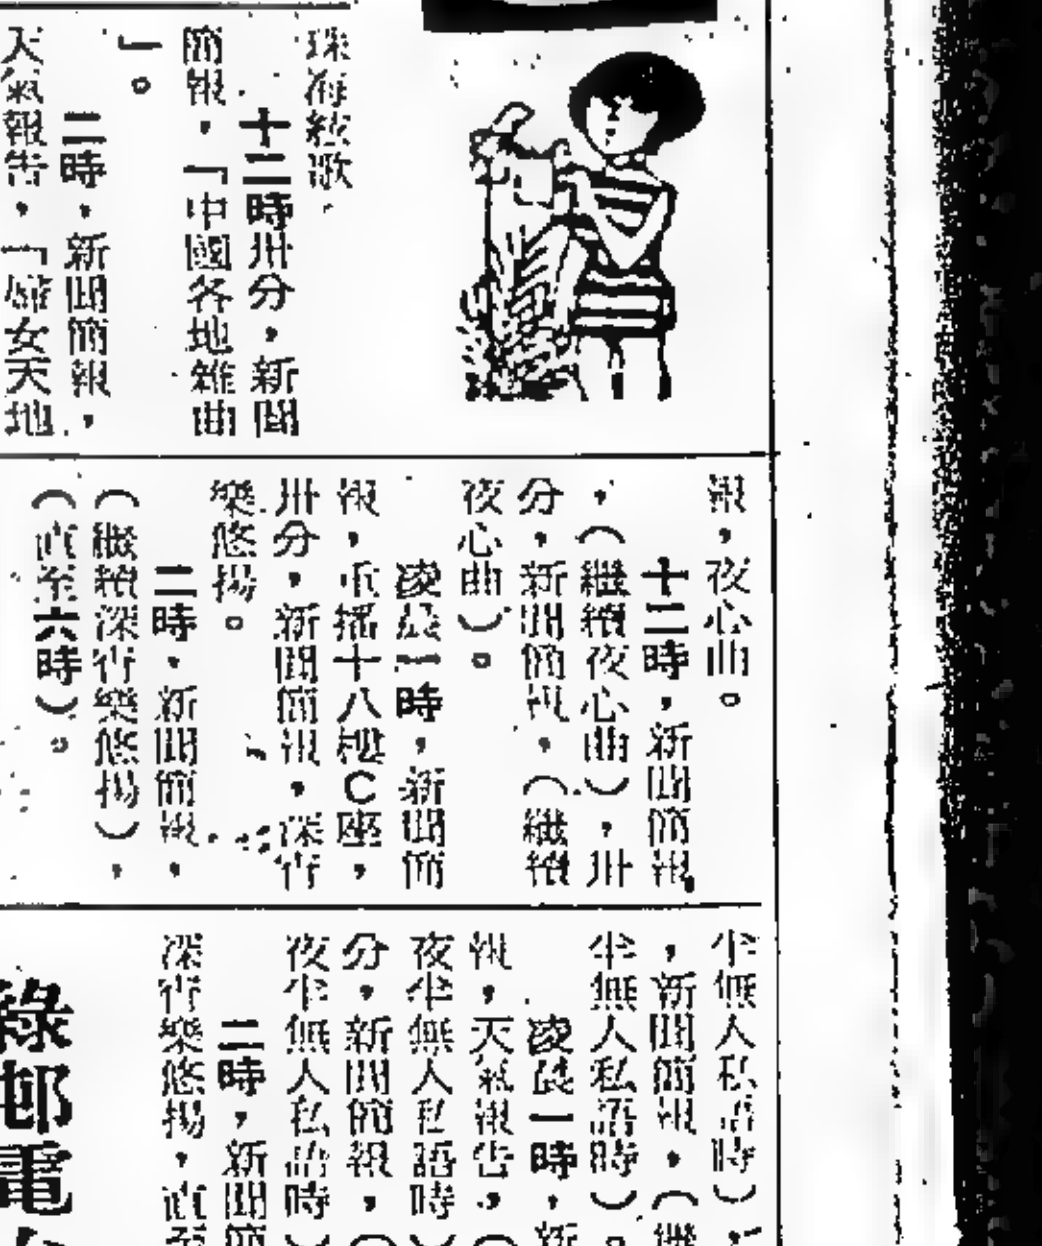 珠海絃歌，
十二時卅分，新聞
簡報，「中國各地雜曲
」。
二時，新聞簡報，
天氣報告，「婦女天地
報，夜心曲。
十二時，新聞簡報
，（繼續夜心曲），卅
分，新聞簡報，（繼續
夜心曲）。
凌晨一時，新聞簡
報，重播十八樓C座，
卅分，新聞簡報，深宵
樂悠揚。
二時，新聞簡報，
（繼續深宵樂悠揚），
（直至六時）。
半無人私語時），
，新聞簡報，（繼
半無人私語時）。
凌晨一時，新
報，天氣報告，（
夜半無人私語時）
分，新聞簡報，（
夜半無人私語時）
二時，新聞簡
深宵樂悠揚，直至
綠邨電